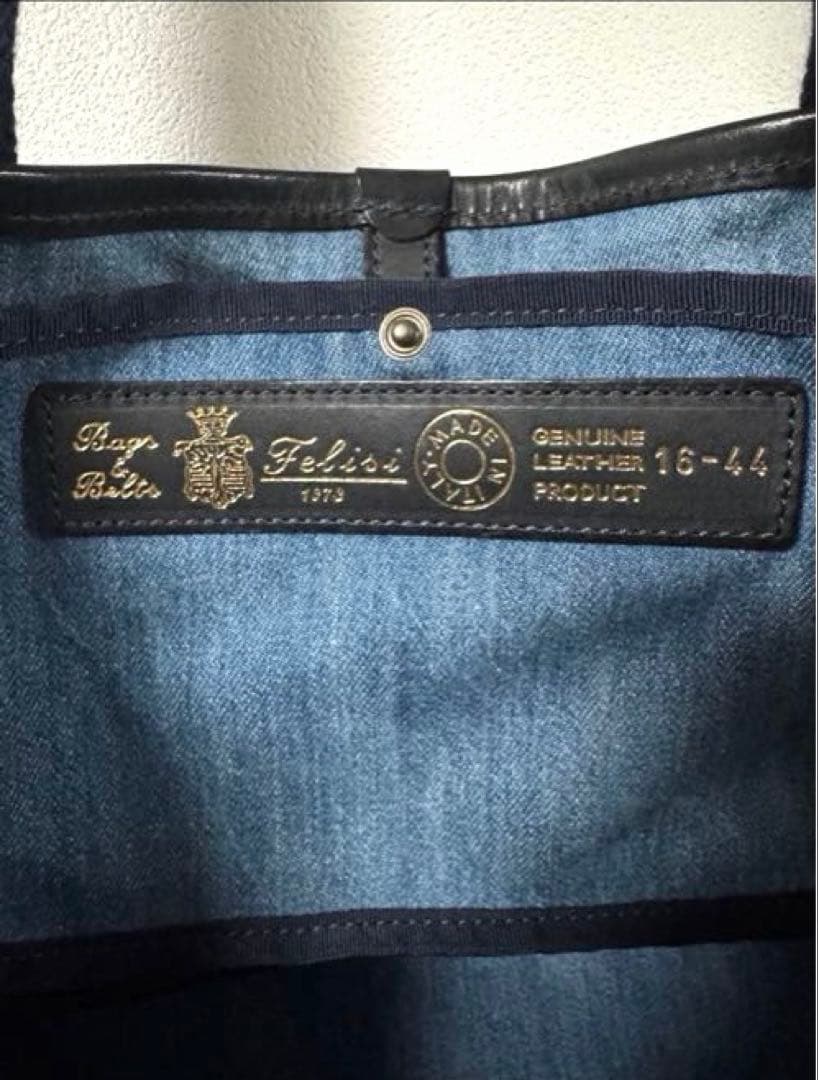 Bags
&
Belts
Felisi
1973
MADE IN ITALY
GENUINE
LEATHER
PRODUCT
16-44